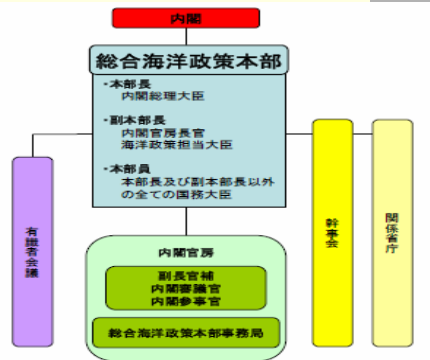 内閣
総合海洋政策本部
・本部長
内閣総理大臣
・副本部長
内閣官房長官
海洋政策担当大臣
・本部員
本部長及び副本部長以外
の全ての国務大臣
有識者会議
幹事会
関係省庁
内閣官房
副長官補
内閣審議官
内閣参事官
総合海洋政策本部事務局